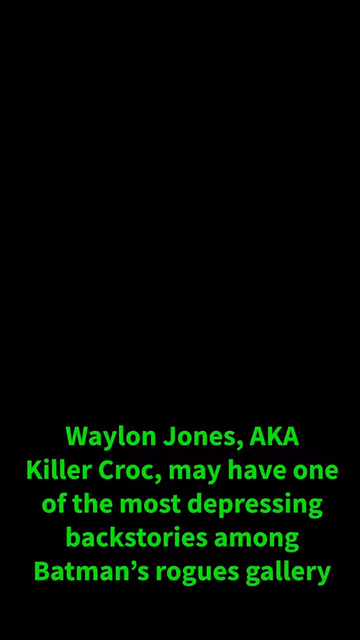 Waylon Jones, AKA
Killer Croc, may have one
of the most depressing
backstories among
Batman’s rogues gallery